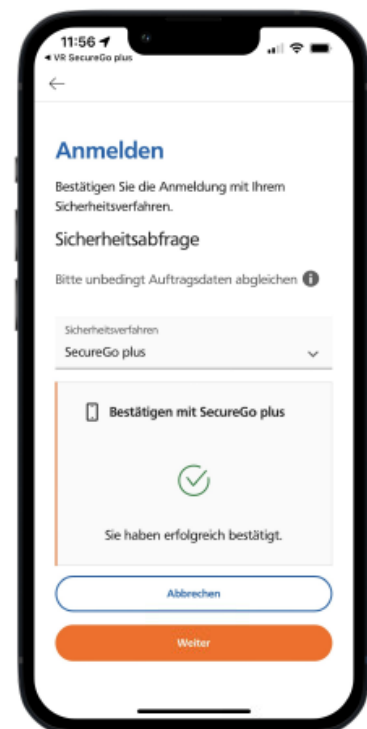 11:56
◀ VR SecureGo plus
Anmelden
Bestätigen Sie die Anmeldung mit Ihrem
Sicherheitsverfahren.
Sicherheitsabfrage
Bitte unbedingt Auftragsdaten abgleichen i
Sicherheitsverfahren
SecureGo plus
Bestätigen mit SecureGo plus
Sie haben erfolgreich bestätigt.
Abbrechen
Weiter